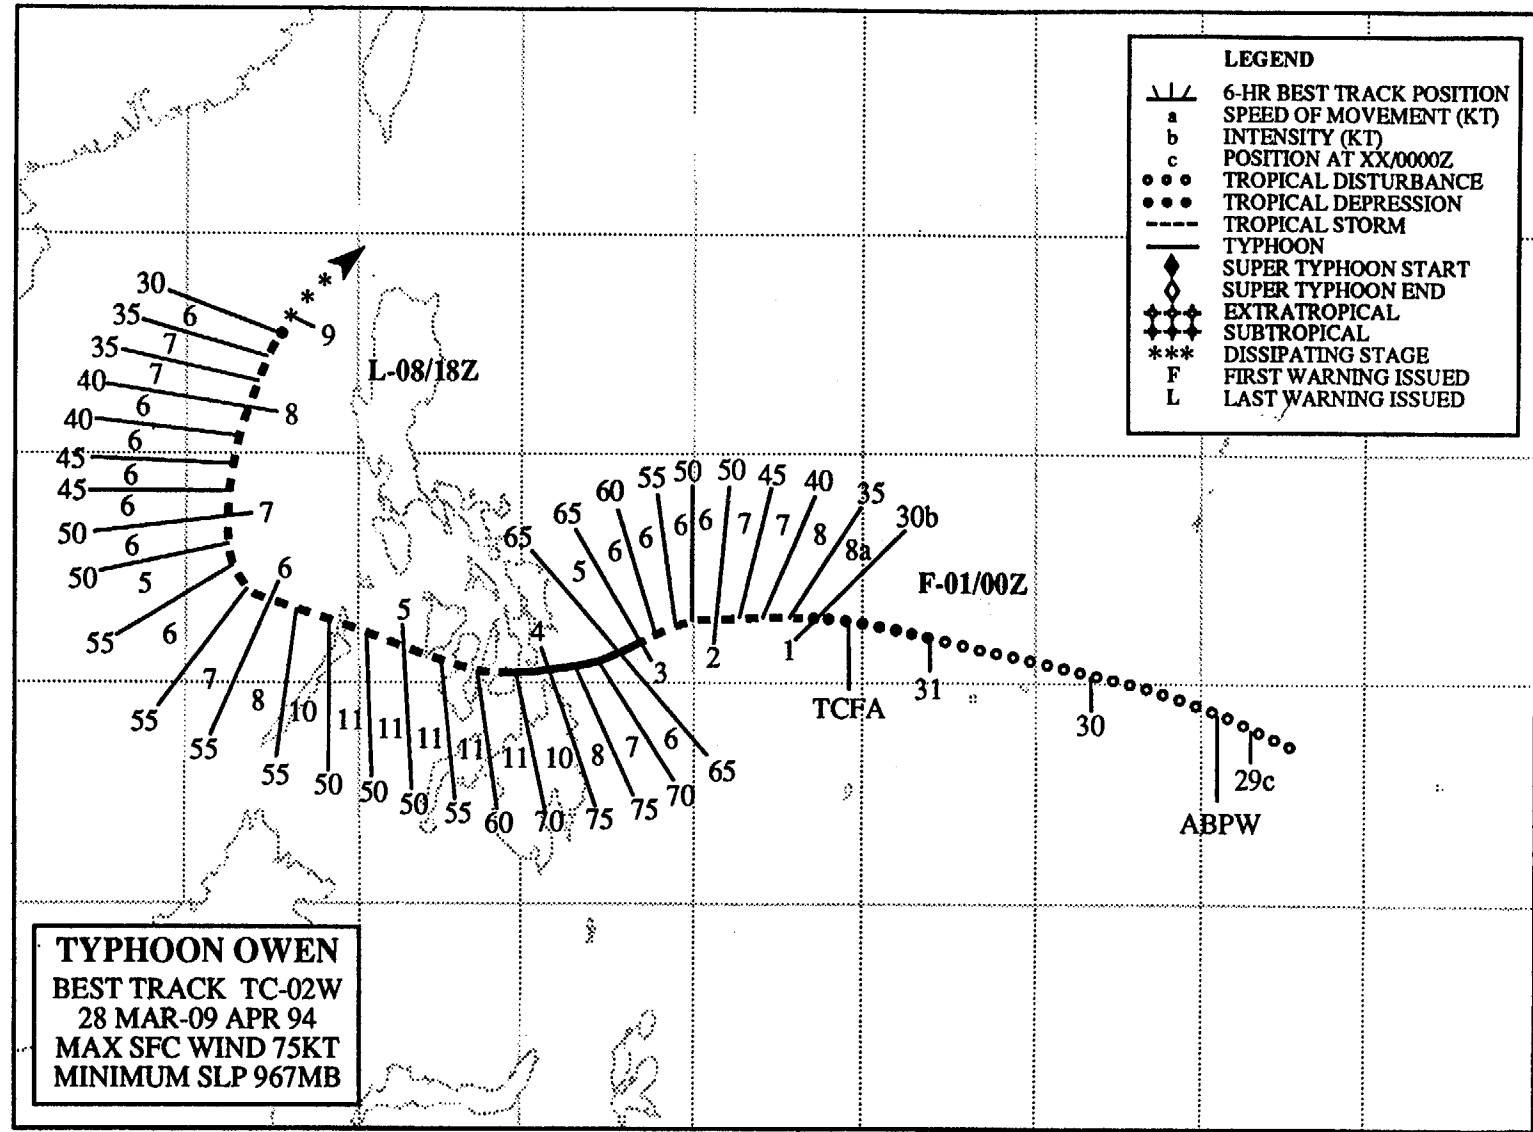 LEGEND
6-HR BEST TRACK POSITION
a SPEED OF MOVEMENT (KT)
b INTENSITY (KT)
c POSITION AT XX/0000Z
TROPICAL DISTURBANCE
TROPICAL DEPRESSION
TROPICAL STORM
TYPHOON
SUPER TYPHOON START
SUPER TYPHOON END
EXTRATROPICAL
SUBTROPICAL
*** DISSIPATING STAGE
F FIRST WARNING ISSUED
L LAST WARNING ISSUED
30
6
35
9
7
35
L-08/18Z
7
40
8
6
40
6
45
6
45
6
50
7
6
50
5
55
6
6
55
7
55
8
55
10
50
11
50
11
5
50
11
55
11
60
11
70
10
4
75
8
75
7
70
6
65
3
65
65
5
60
6
55
6
50
6
6
50
7
45
7
40
8
35
8a
30b
F-01/00Z
2
1
TCFA
31
30
29c
ABPW
TYPHOON OWEN
BEST TRACK TC-02W
28 MAR-09 APR 94
MAX SFC WIND 75KT
MINIMUM SLP 967MB